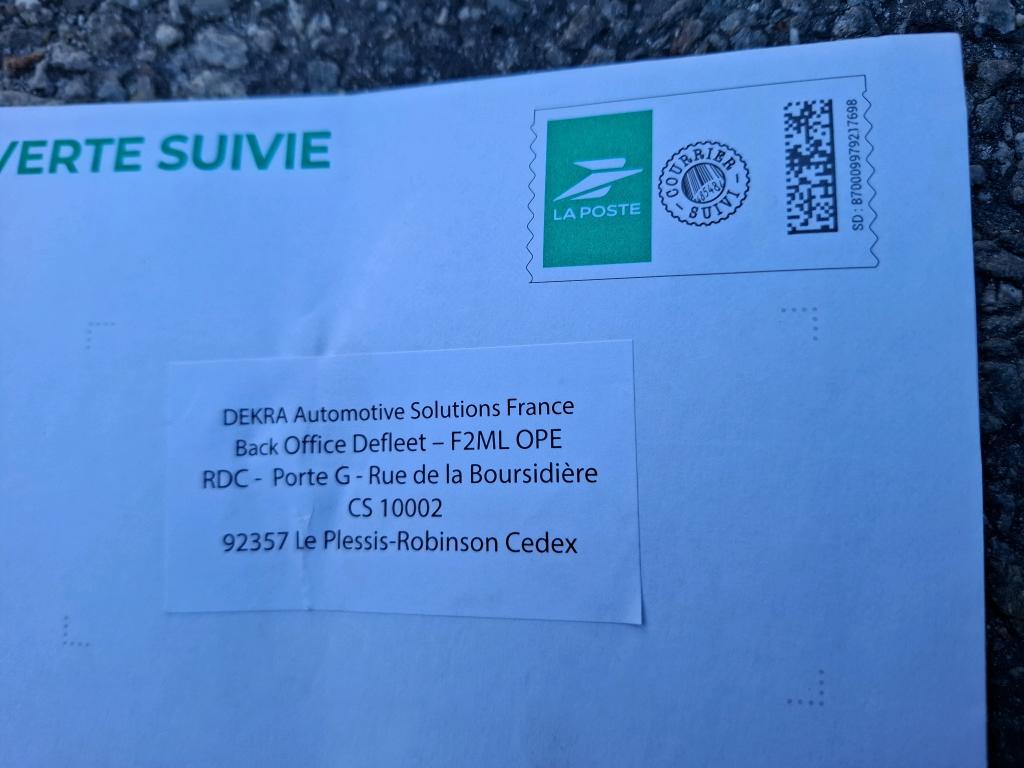 VERTE SUIVIE
LA POSTE
COURRIER
SUIVI
SD : 87000997921769B
DEKRA Automotive Solutions France
Back Office Defleet – F2ML OPE
RDC - Porte G - Rue de la Boursidière
CS 10002
92357 Le Plessis-Robinson Cedex